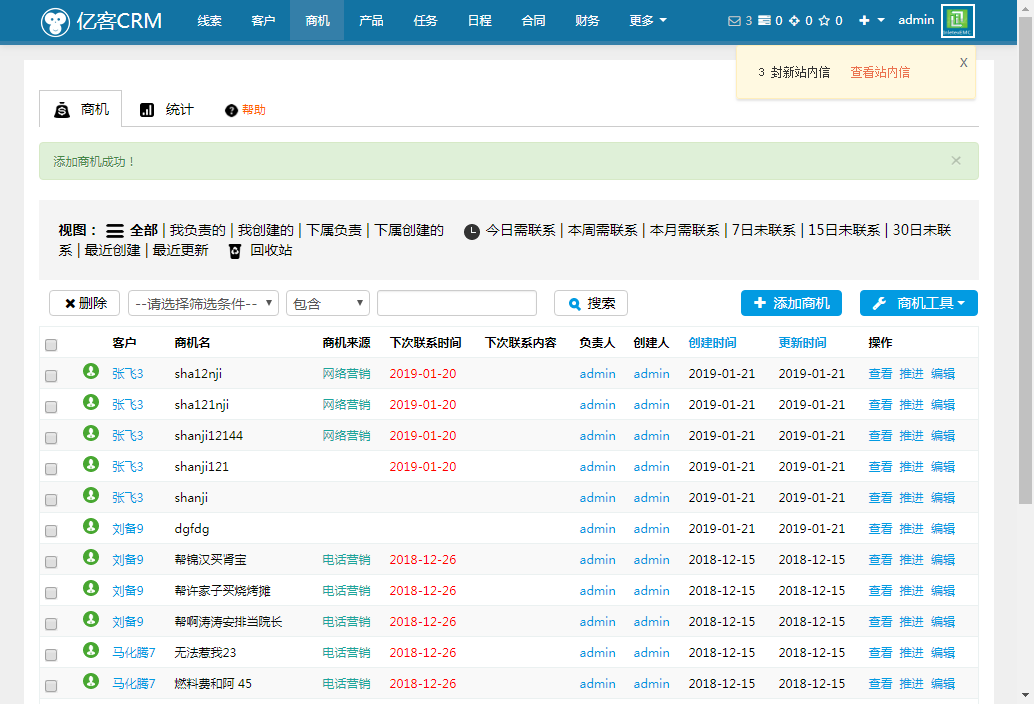 亿客CRM 线索 客户 商机 产品 任务 日程 合同 财务 更多 3 0 0 0 admin
3 封新站内信 查看站内信 X
商机 统计 帮助
添加商机成功！ ×
视图： 全部 | 我负责的 | 我创建的 | 下属负责 | 下属创建的 今日需联系 | 本周需联系 | 本月需联系 | 7日未联系 | 15日未联系 | 30日未联
系 | 最近创建 | 最近更新 回收站
删除 --请选择筛选条件-- 包含 搜索 添加商机 商机工具
客户 商机名 商机来源 下次联系时间 下次联系内容 负责人 创建人 创建时间 更新时间 操作
张飞3 sha12nji 网络营销 2019-01-20 admin admin 2019-01-21 2019-01-21 查看 推进 编辑
张飞3 sha121nji 网络营销 2019-01-20 admin admin 2019-01-21 2019-01-21 查看 推进 编辑
张飞3 shanji12144 网络营销 2019-01-20 admin admin 2019-01-21 2019-01-21 查看 推进 编辑
张飞3 shanji121 2019-01-20 admin admin 2019-01-21 2019-01-21 查看 推进 编辑
张飞3 shanji admin admin 2019-01-21 2019-01-21 查看 推进 编辑
刘备9 dgfdg admin admin 2019-01-21 2019-01-21 查看 推进 编辑
刘备9 帮锦汉买肾宝 电话营销 2018-12-26 admin admin 2018-12-15 2018-12-15 查看 推进 编辑
刘备9 帮许家子买烧烤摊 电话营销 2018-12-26 admin admin 2018-12-15 2018-12-15 查看 推进 编辑
刘备9 帮啊涛涛安排当院长 电话营销 2018-12-26 admin admin 2018-12-15 2018-12-15 查看 推进 编辑
马化腾7 无法惹我23 电话营销 2018-12-26 admin admin 2018-12-15 2018-12-15 查看 推进 编辑
马化腾7 燃料费和阿 45 电话营销 2018-12-26 admin admin 2018-12-15 2018-12-15 查看 推进 编辑